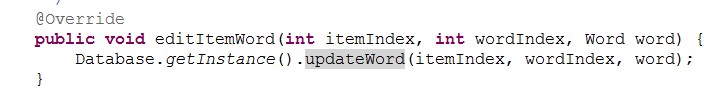 @Override
public void editItemWord(int itemIndex, int wordIndex, Word word) {
Database.getInstance().updateWord(itemIndex, wordIndex, word);
}